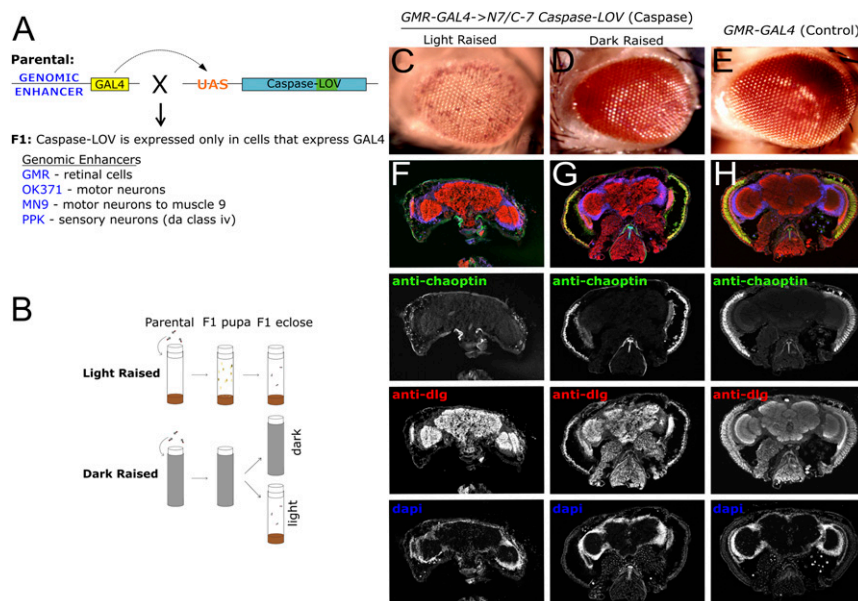 A
Parental:
GENOMIC
ENHANCER
GAL4
X
UAS
Caspase-LOV
F1: Caspase-LOV is expressed only in cells that express GAL4
Genomic Enhancers
GMR - retinal cells
OK371 - motor neurons
MN9 - motor neurons to muscle 9
PPK - sensory neurons (da class iv)
B
Parental F1 pupa F1 eclose
Light Raised
Dark Raised
dark
light
GMR-GAL4->N7/C-7 Caspase-LOV (Caspase)
GMR-GAL4 (Control)
Light Raised
Dark Raised
C
D
E
F
G
H
anti-chaoptin
anti-chaoptin
anti-chaoptin
anti-dlg
anti-dlg
anti-dlg
dapi
dapi
dapi